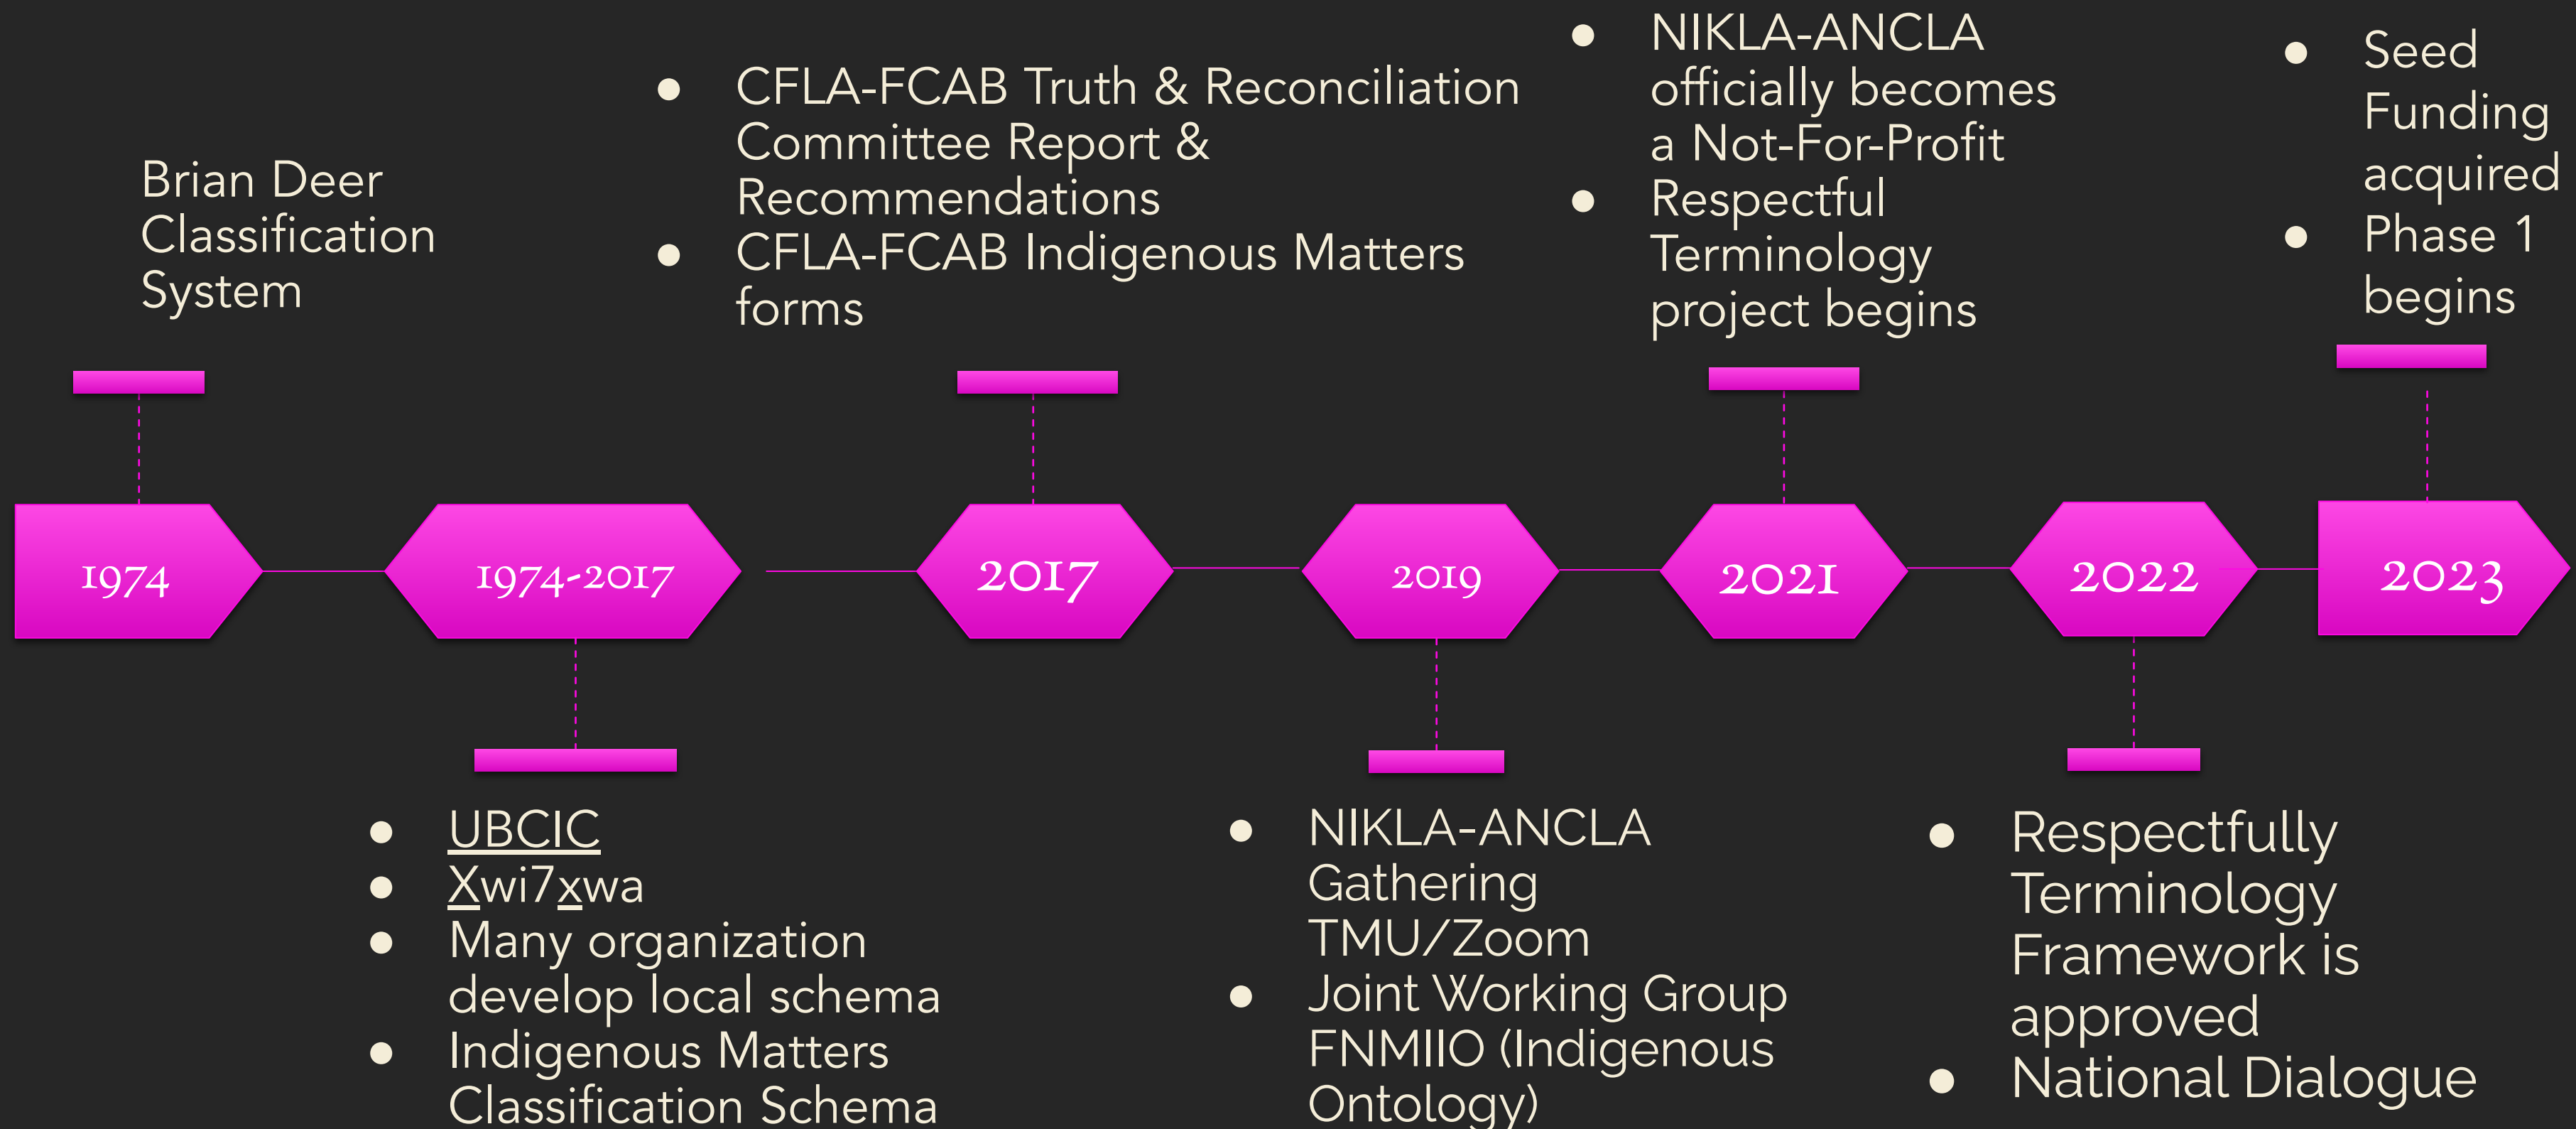 Brian Deer
Classification
System
● CFLA-FCAB Truth & Reconciliation
Committee Report &
Recommendations
● CFLA-FCAB Indigenous Matters
forms
● NIKLA-ANCLA
officially becomes
a Not-For-Profit
● Respectful
Terminology
project begins
● Seed
Funding
acquired
● Phase 1
begins
1974
1974-2017
2017
2019
2021
2022
2023
● UBCIC
● X̲wi7x̲wa
● Many organization
develop local schema
● Indigenous Matters
Classification Schema
● NIKLA-ANCLA
Gathering
TMU/Zoom
● Joint Working Group
FNMIIO (Indigenous
Ontology)
● Respectfully
Terminology
Framework is
approved
● National Dialogue